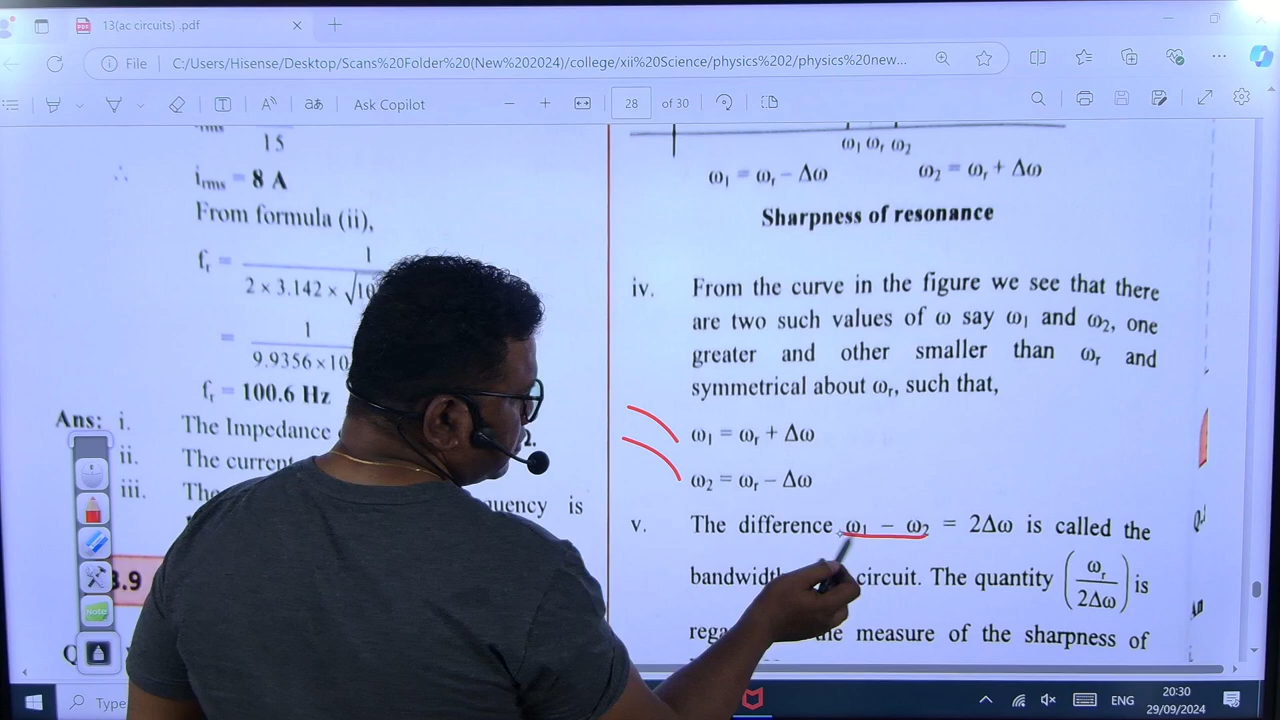 13(ac circuits) .pdf
File C:/Users/Hisense/Desktop/Scans%20Folder%20(New%202024)/college/xii%20Science/physics%202/physics%20new...
Ask Copilot
28 of 30
15
∴ i_rms = 8 A
From formula (ii),
f_r = 1
2 × 3.142 ×
= 1
9.9356×10
f_r = 100.6 Hz
Ans: i. The Impedance
ii. The current
iii.
is
3.9
Note
ω₁ ω_r ω₂
ω₁ = ω_r − Δω ω₂ = ω_r + Δω
Sharpness of resonance
iv. From the curve in the figure we see that there
are two such values of ω say ω₁ and ω₂, one
greater and other smaller than ω_r and
symmetrical about ω_r, such that,
ω₁ = ω_r + Δω
ω₂ = ω_r − Δω
v. The difference ω₁ − ω₂ = 2Δω is called the
circuit. The quantity (ω_r / 2Δω) is
measure of the sharpness of
Type
ENG
20:30
29/09/2024